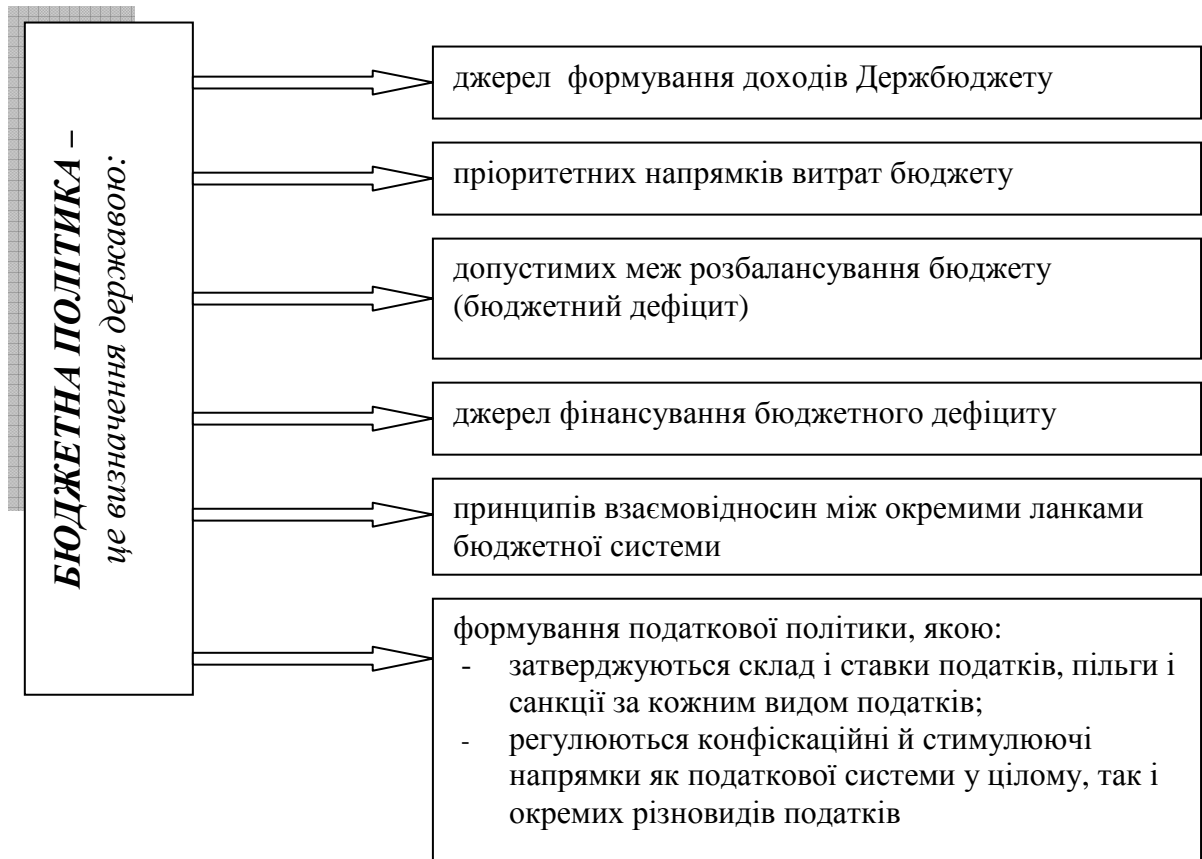 БЮДЖЕТНА ПОЛІТИКА –
це визначення державою:
джерел формування доходів Держбюджету
пріоритетних напрямків витрат бюджету
допустимих меж розбалансування бюджету
(бюджетний дефіцит)
джерел фінансування бюджетного дефіциту
принципів взаємовідносин між окремими ланками
бюджетної системи
формування податкової політики, якою:
- затверджуються склад і ставки податків, пільги і
санкції за кожним видом податків;
- регулюються конфіскаційні й стимулюючі
напрямки як податкової системи у цілому, так і
окремих різновидів податків